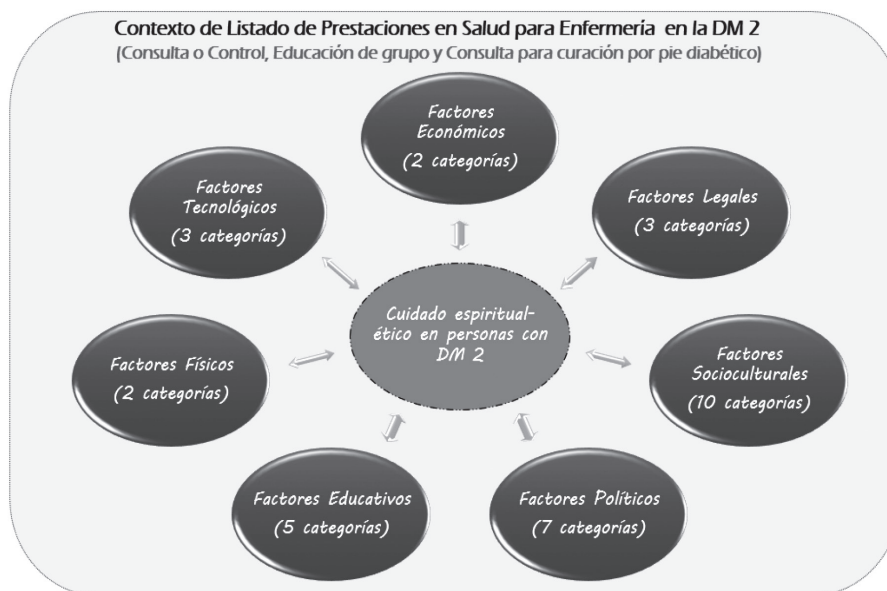 Contexto de Listado de Prestaciones en Salud para Enfermería en la DM 2
(Consulta o Control, Educación de grupo y Consulta para curación por pie diabético)
Factores
Económicos
(2 categorías)
Factores
Tecnológicos
(3 categorías)
Factores Legales
(3 categorías)
Cuidado espiritual-
ético en personas con
DM 2
Factores Físicos
(2 categorías)
Factores
Socioculturales
(10 categorías)
Factores Educativos
(5 categorías)
Factores Políticos
(7 categorías)